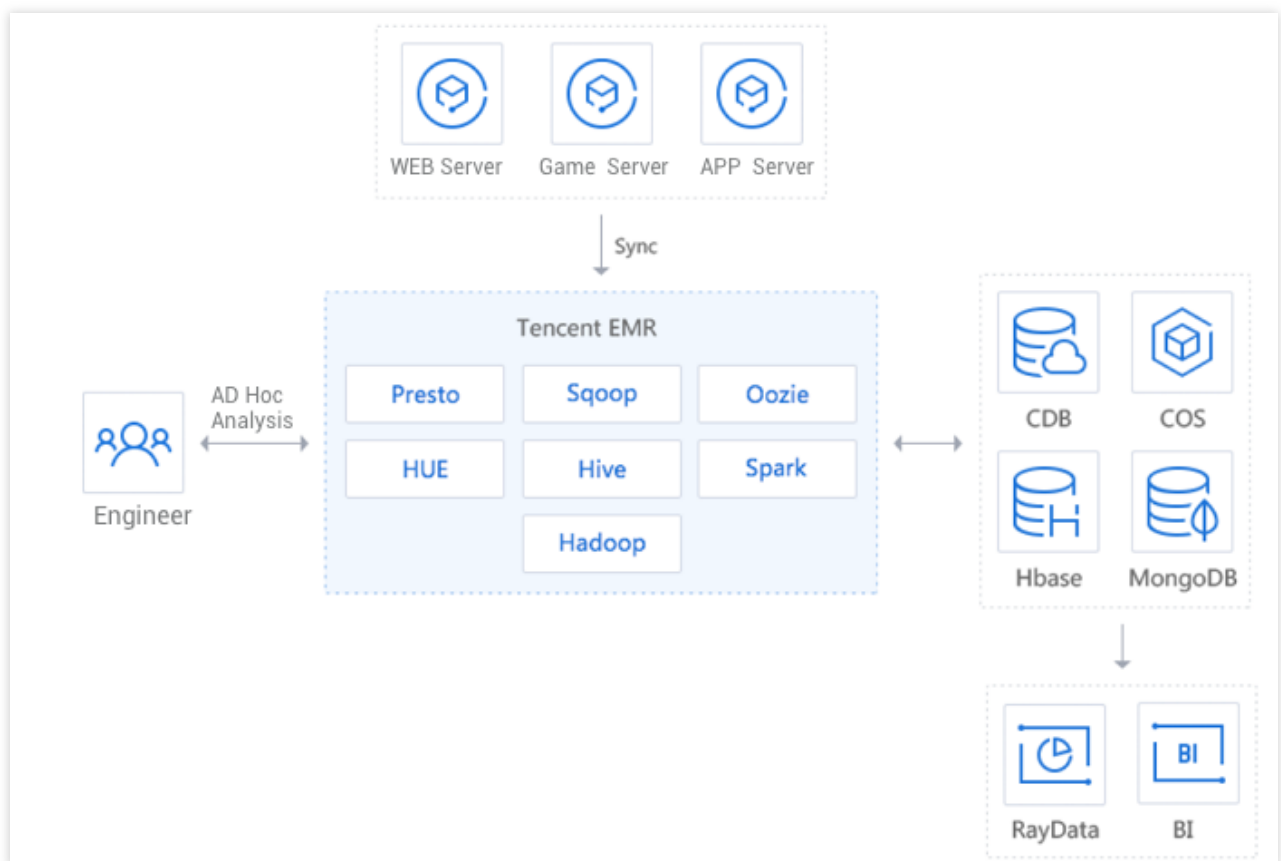 WEB Server
Game Server
APP Server
Sync
Tencent EMR
Presto
Sqoop
Oozie
HUE
Hive
Spark
Hadoop
AD Hoc
Analysis
Engineer
CDB
COS
Hbase
MongoDB
BI
RayData
BI